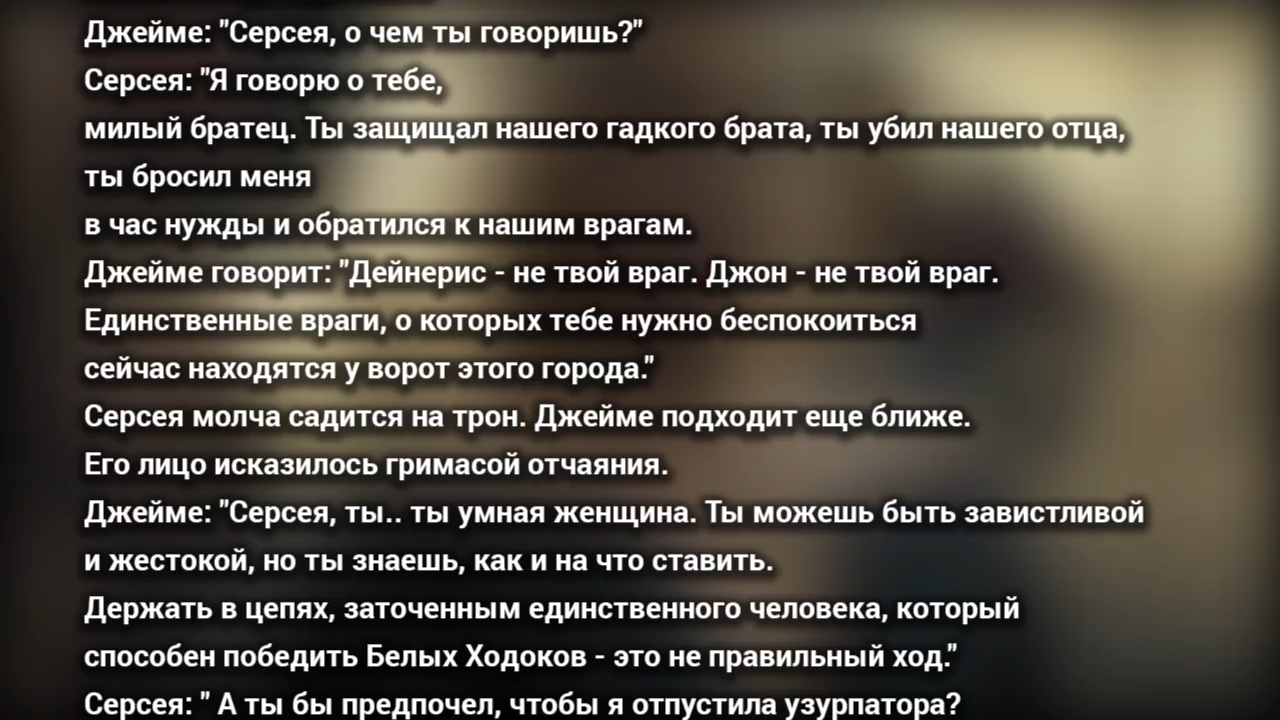 Джейме: "Серсея, о чем ты говоришь?"
Серсея: "Я говорю о тебе,
милый братец. Ты защищал нашего гадкого брата, ты убил нашего отца,
ты бросил меня
в час нужды и обратился к нашим врагам.
Джейме говорит: "Дейнерис - не твой враг. Джон - не твой враг.
Единственные враги, о которых тебе нужно беспокоиться
сейчас находятся у ворот этого города."
Серсея молча садится на трон. Джейме подходит еще ближе.
Его лицо исказилось гримасой отчаяния.
Джейме: "Серсея, ты.. ты умная женщина. Ты можешь быть завистливой
и жестокой, но ты знаешь, как и на что ставить.
Держать в цепях, заточенным единственного человека, который
способен победить Белых Ходоков - это не правильный ход."
Серсея: " А ты бы предпочел, чтобы я отпустила узурпатора?